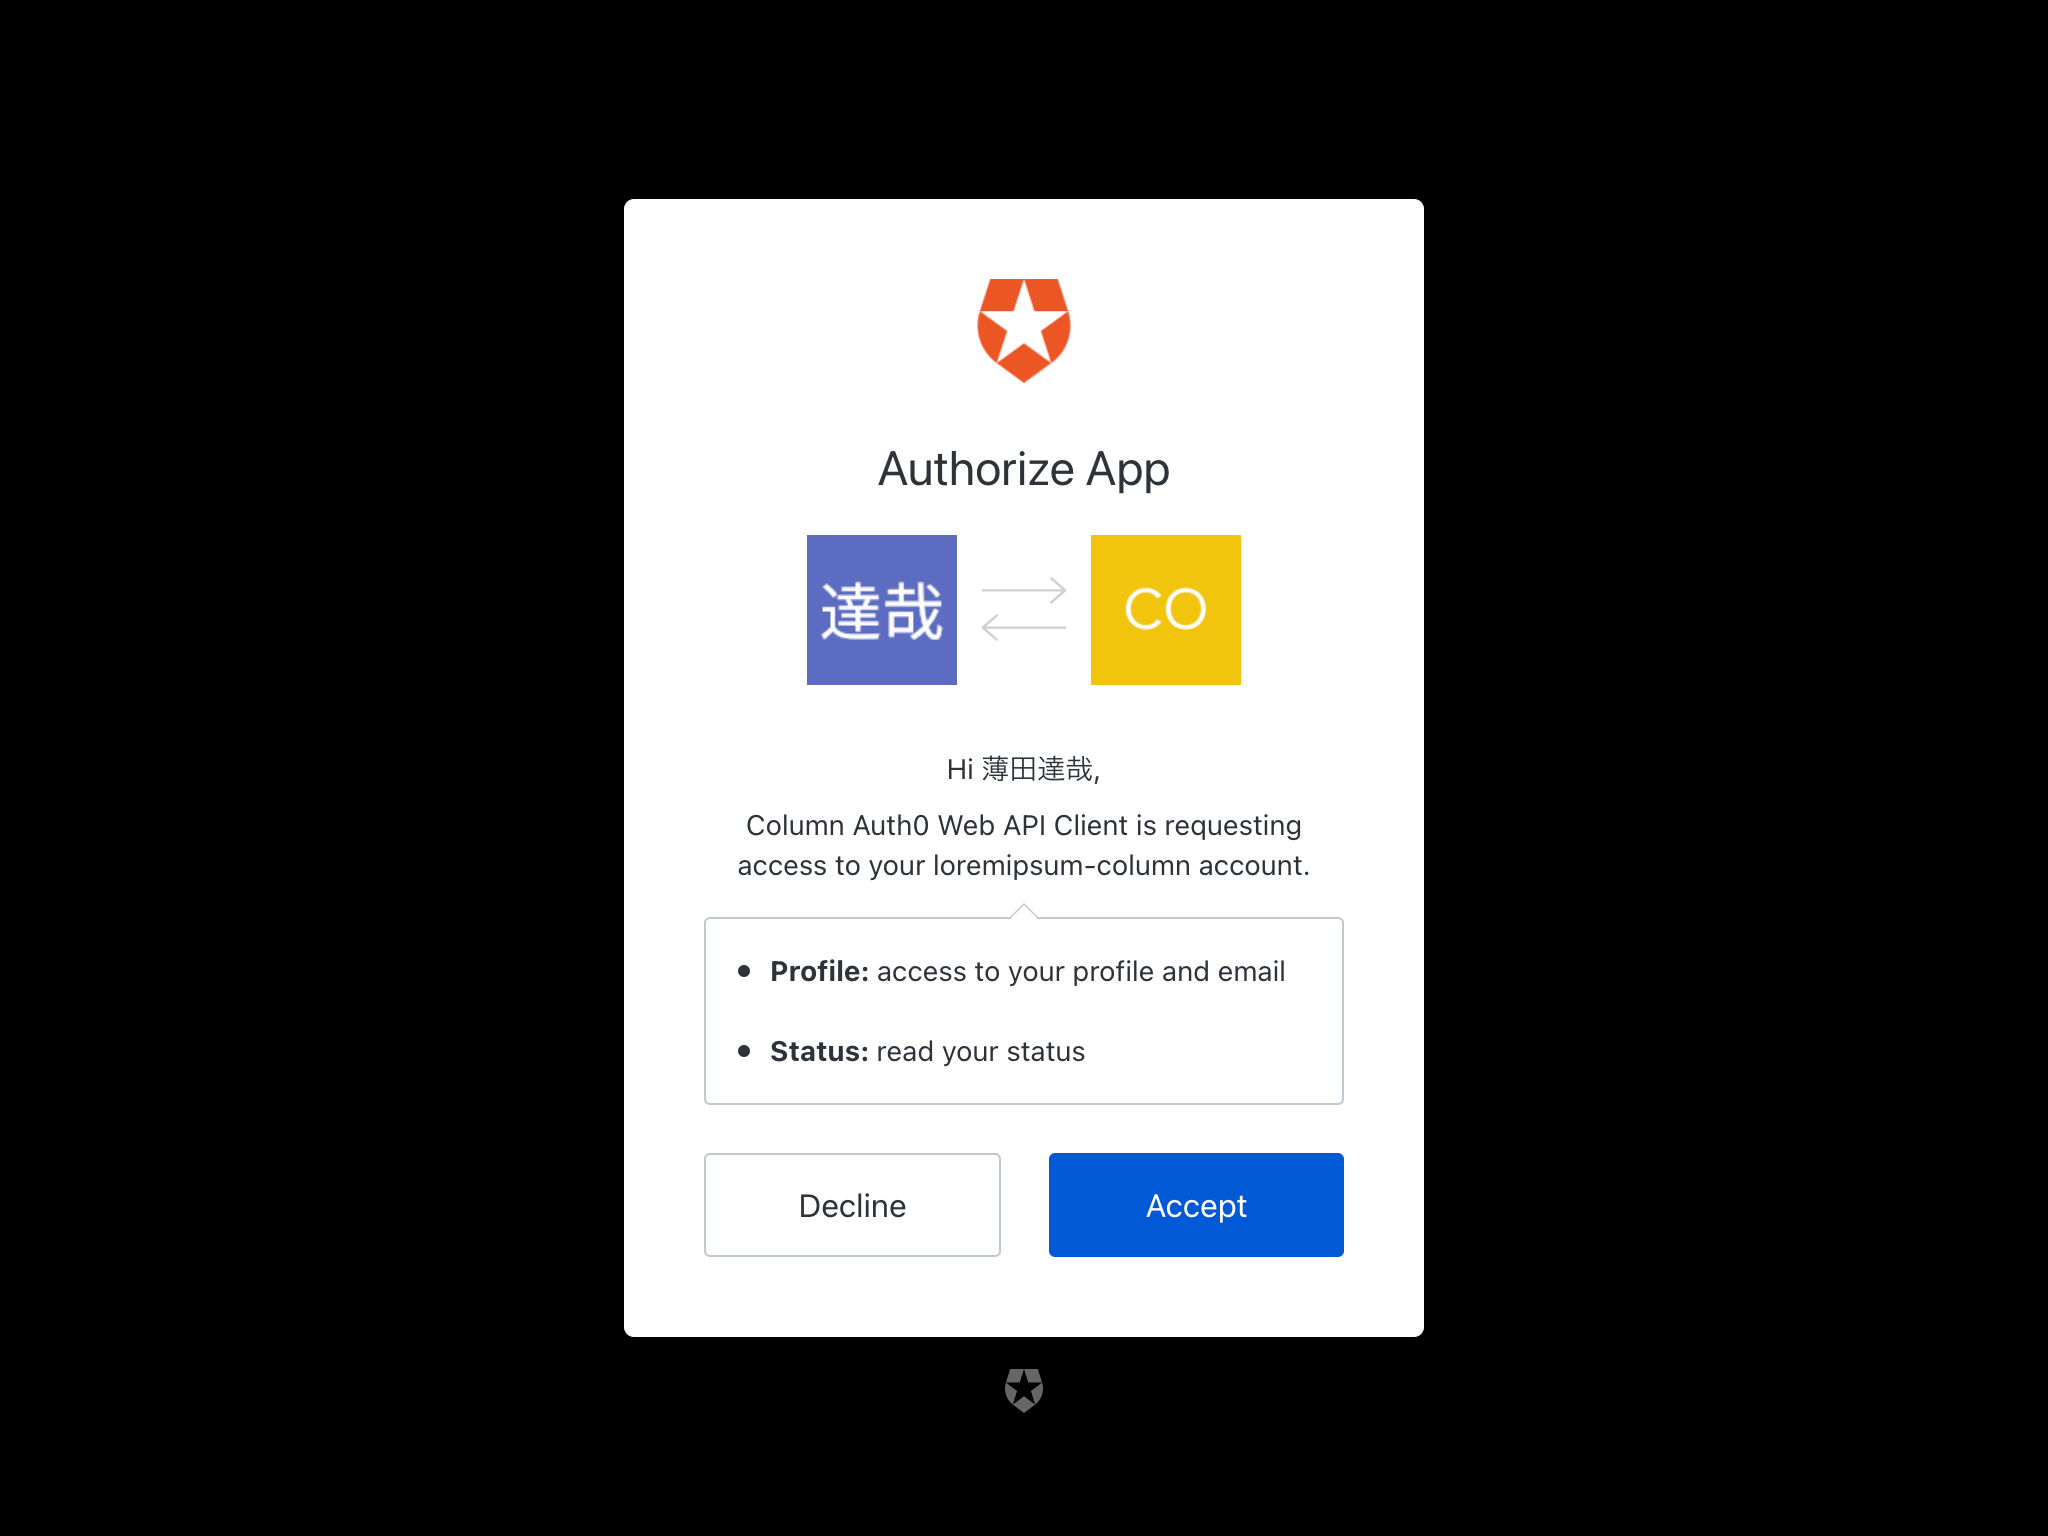 Authorize App
達哉
CO
Hi 薄田達哉,
Column Auth0 Web API Client is requesting
access to your loremipsum-column account.
Profile: access to your profile and email
Status: read your status
Decline
Accept